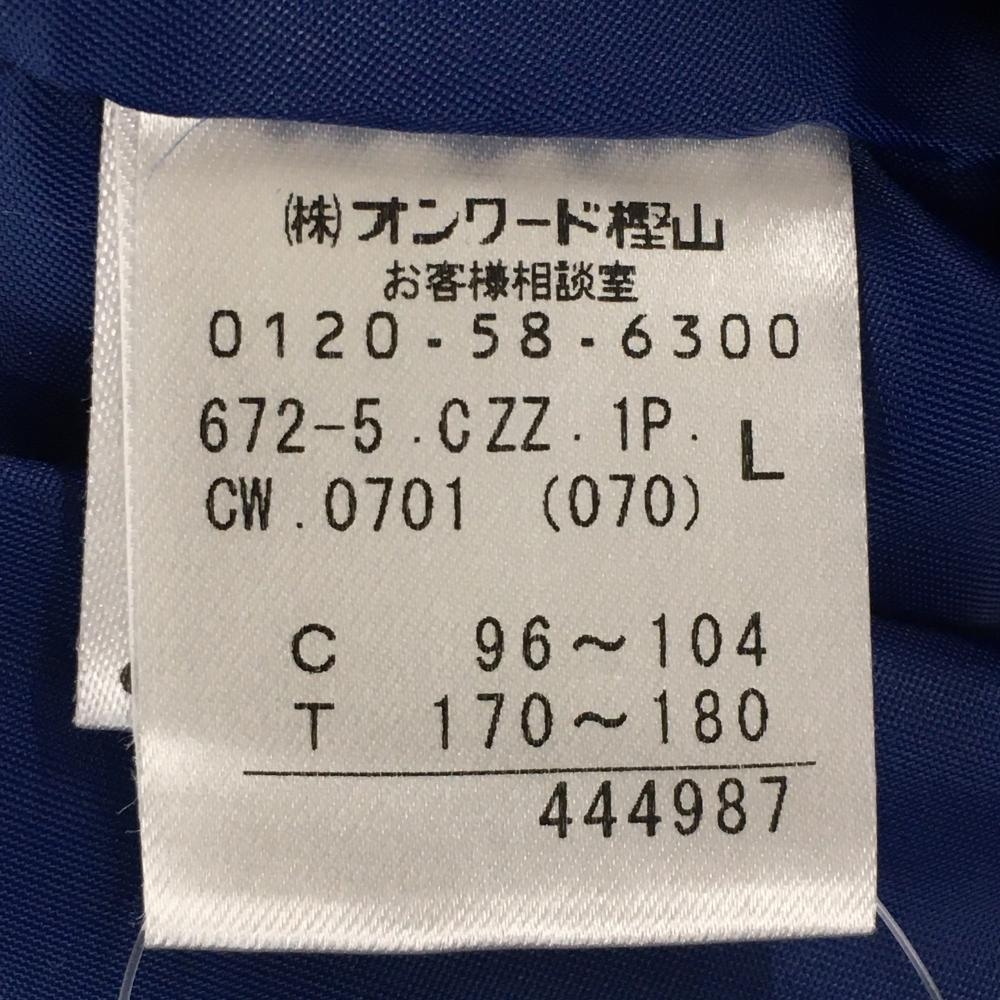 (株)オンワード樫山
お客様相談室
0120-58-6300
672-5.CZZ.1P. L
CW.0701 (070)
C 96～104
T 170～180
444987